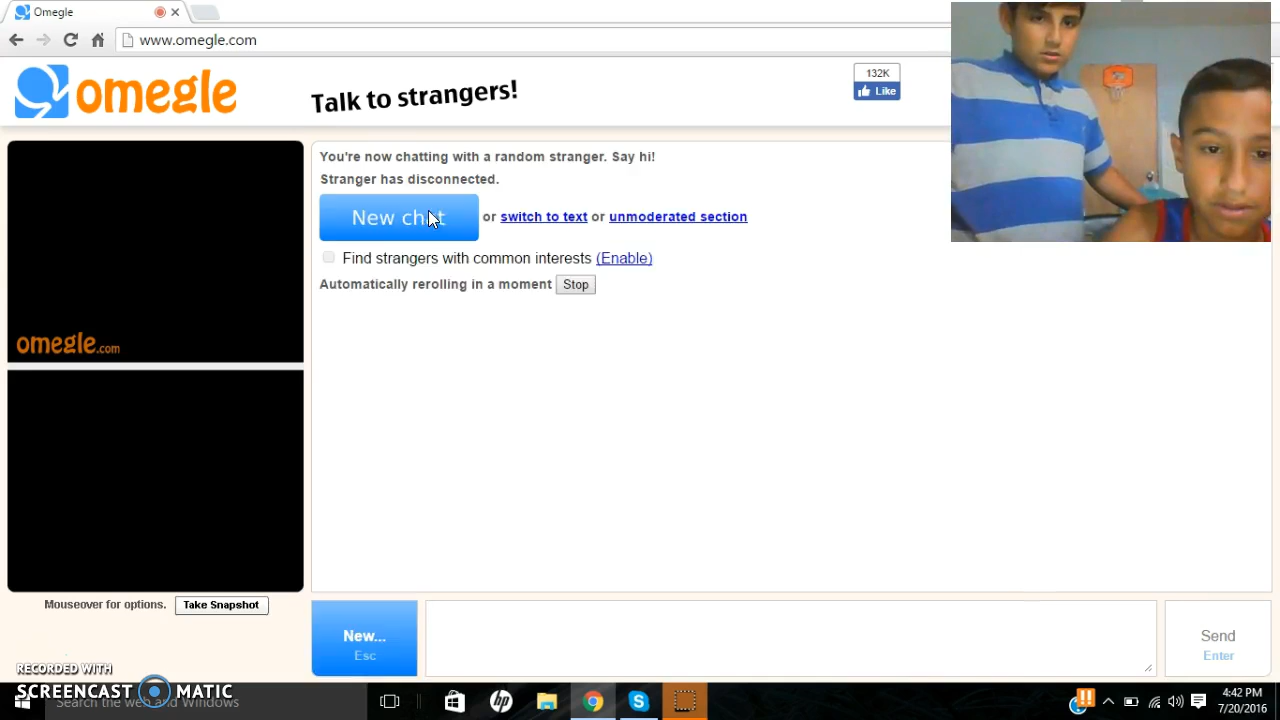 Omegle
www.omegle.com
omegle
Talk to strangers!
132K
Like
You're now chatting with a random stranger. Say hi!
Stranger has disconnected.
New chat or switch to text or unmoderated section
Find strangers with common interests (Enable)
Automatically rerolling in a moment Stop
omegle.com
Mouseover for options. Take Snapshot
New...
Esc
Send
Enter
RECORDED WITH
SCREENCAST MATIC
Search the web and Windows
4:42 PM
7/20/2016